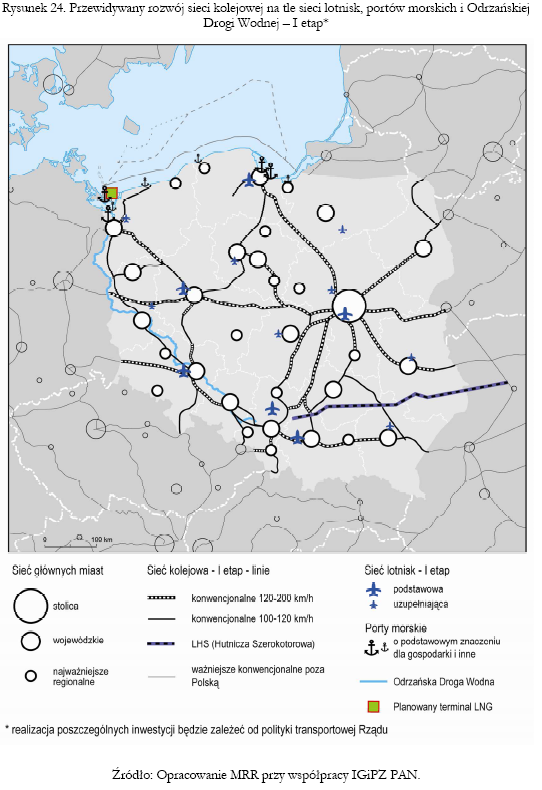 Rysunek 24. Przewidywany rozwój sieci kolejowej na tle sieci lotnisk, portów morskich i Odrzańskiej
Drogi Wodnej – I etap*
0 100 km
Sieć głównych miast
stolica
wojewódzkie
najważniejsze
regionalne
Sieć kolejowa - I etap - linie
konwencjonalne 120-200 km/h
konwencjonalne 100-120 km/h
LHS (Hutnicza Szerokotorowa)
ważniejsze konwencjonalne poza
Polską
Sieć lotnisk - I etap
podstawowa
uzupełniająca
Porty morskie
o podstawowym znaozoniu
dla gospodarki i inne
Odrzańska Droga Wodna
Planowany terminal LNG
* realizacja poszczególnych inwestycji będzie zależeć od polityki transportowej Rządu
Źródło: Opracowanie MRR przy współpracy IGiPZ PAN.